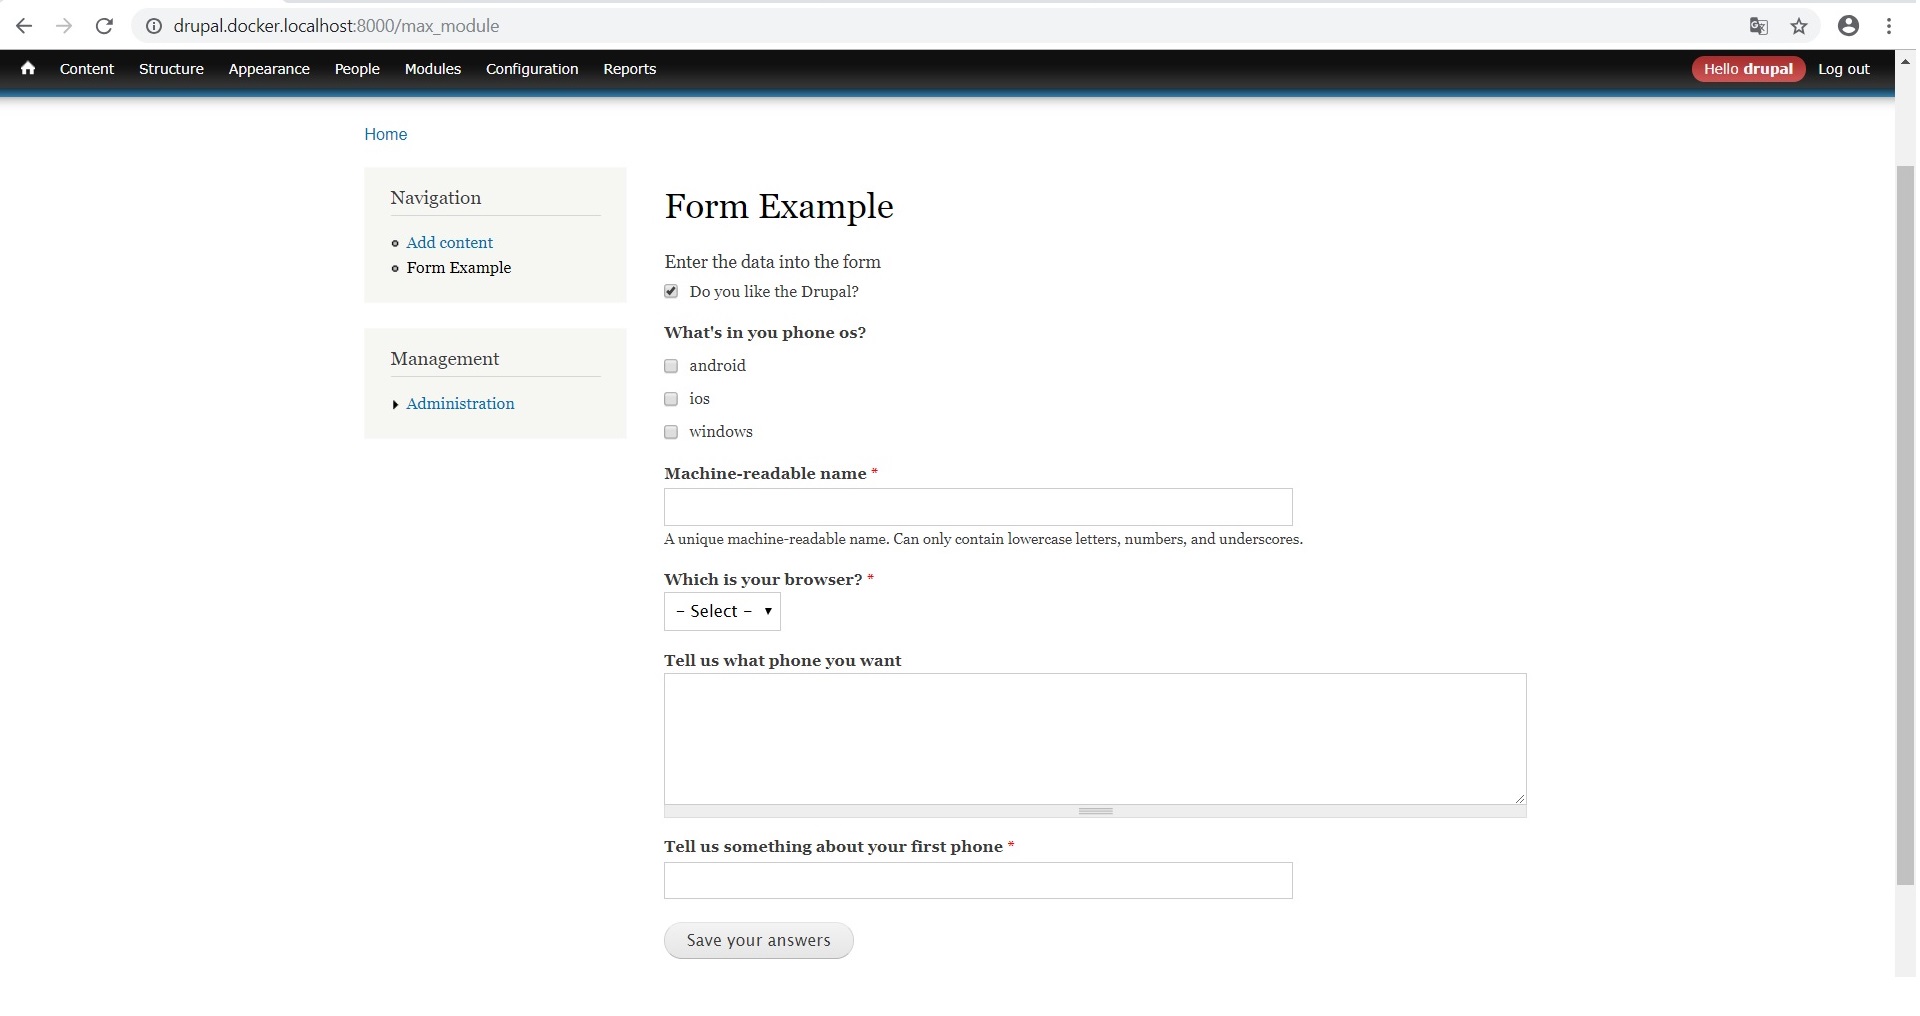 drupal.docker.localhost:8000/max_module
Content Structure Appearance People Modules Configuration Reports Hello drupal Log out
Home
Navigation
Add content
Form Example
Management
Administration
Form Example
Enter the data into the form
Do you like the Drupal?
What's in you phone os?
android
ios
windows
Machine-readable name *
A unique machine-readable name. Can only contain lowercase letters, numbers, and underscores.
Which is your browser? *
- Select -
Tell us what phone you want
Tell us something about your first phone *
Save your answers